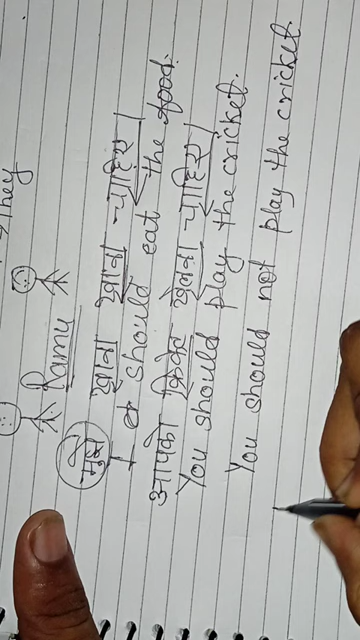 They
Ramu
मुझे खाना खाना चाहिए।
I should eat the food.
आपको क्रिकेट खेलना चाहिए।
You should play the cricket.
You should not play the cricket.